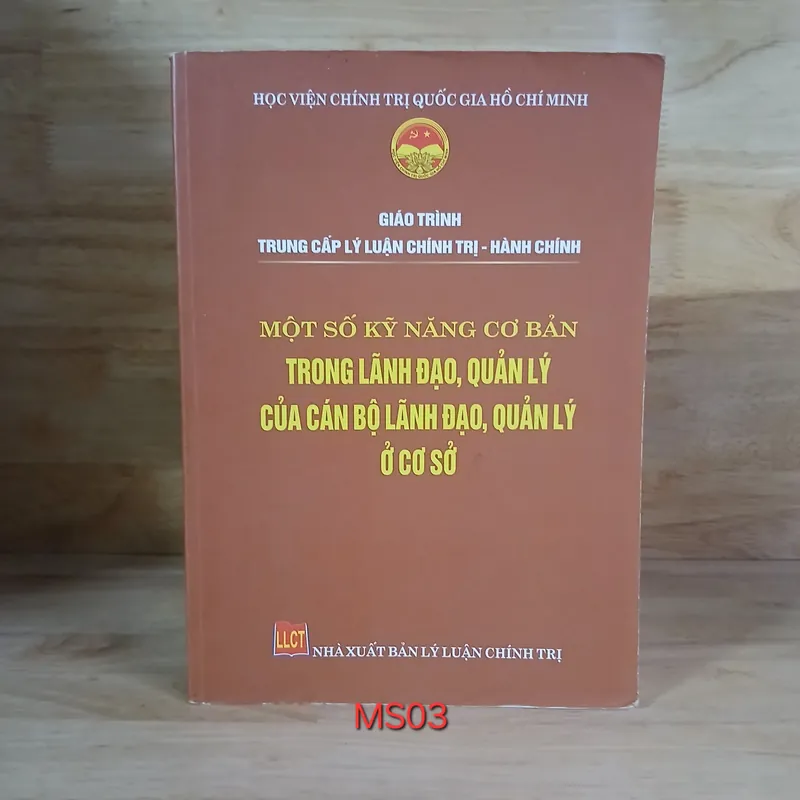 HỌC VIỆN CHÍNH TRỊ QUỐC GIA HỒ CHÍ MINH
GIÁO TRÌNH
TRUNG CẤP LÝ LUẬN CHÍNH TRỊ - HÀNH CHÍNH
MỘT SỐ KỸ NĂNG CƠ BẢN
TRONG LÃNH ĐẠO, QUẢN LÝ
CỦA CÁN BỘ LÃNH ĐẠO, QUẢN LÝ
Ở CƠ SỞ
LLCT NHÀ XUẤT BẢN LÝ LUẬN CHÍNH TRỊ
MS03